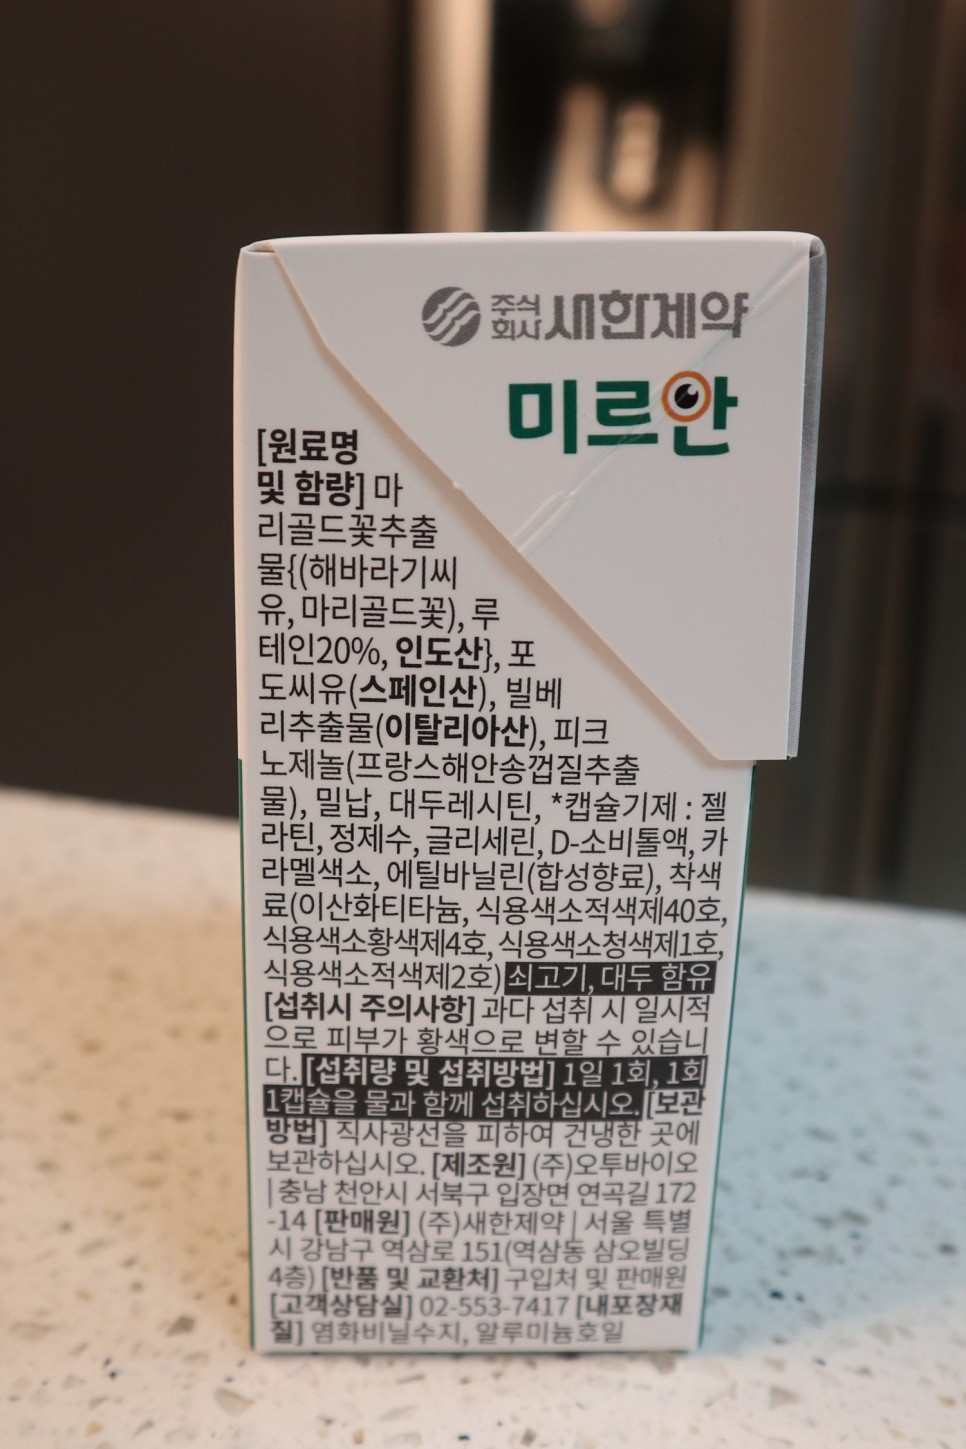 주식
회사 새한제약
미르안
[원료명
및 함량] 마
리골드꽃추출
물{(해바라기씨
유, 마리골드꽃), 루
테인20%, 인도산}, 포
도씨유(스페인산), 빌베
리추출물(이탈리아산), 피크
노제놀(프랑스해안송껍질추출
물), 밀납, 대두레시틴, *캡슐기제 : 젤
라틴, 정제수, 글리세린, D-소비톨액, 카
라멜색소, 에틸바닐린(합성향료), 착색
료(이산화티타늄, 식용색소적색제40호,
식용색소황색제4호, 식용색소청색제1호,
식용색소적색제2호) 쇠고기, 대두 함유
[섭취시 주의사항] 과다 섭취 시 일시적
으로 피부가 황색으로 변할 수 있습니
다. [섭취량 및 섭취방법] 1일 1회, 1회
1캡슐을 물과 함께 섭취하십시오. [보관
방법] 직사광선을 피하여 건냉한 곳에
보관하십시오. [제조원] (주)오투바이오
| 충남 천안시 서북구 입장면 연곡길 172
-14 [판매원] (주)새한제약 | 서울 특별
시 강남구 역삼로 151(역삼동 삼오빌딩
4층) [반품 및 교환처] 구입처 및 판매원
[고객상담실] 02-553-7417 [내포장재
질] 염화비닐수지, 알루미늄호일